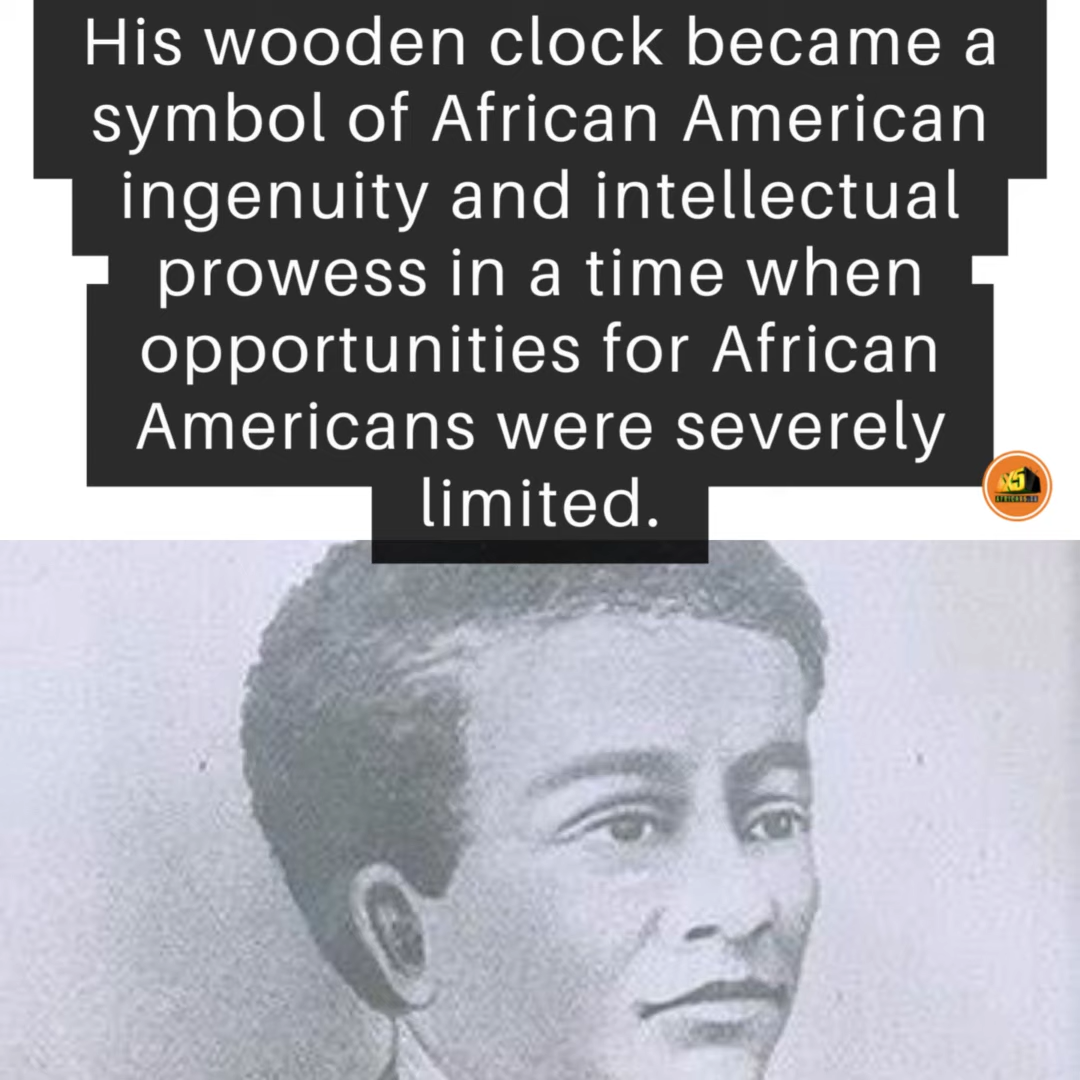 His wooden clock became a
symbol of African American
ingenuity and intellectual
prowess in a time when
opportunities for African
Americans were severely
limited.
X5